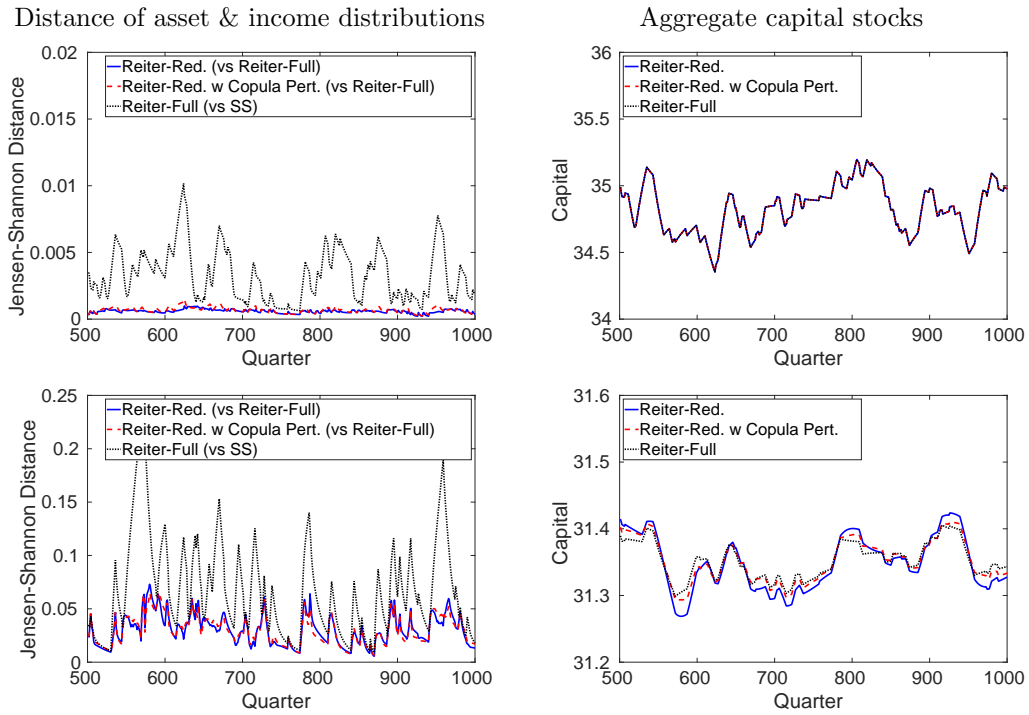 Distance of asset & income distributions
Aggregate capital stocks
Jensen-Shannon Distance
0.02
0.015
0.01
0.005
0
Reiter-Red. (vs Reiter-Full)
Reiter-Red. w Copula Pert. (vs Reiter-Full)
Reiter-Full (vs SS)
500 600 700 800 900 1000
Quarter
Capital
36
35.5
35
34.5
34
Reiter-Red.
Reiter-Red. w Copula Pert.
Reiter-Full
500 600 700 800 900 1000
Quarter
Jensen-Shannon Distance
0.25
0.2
0.15
0.1
0.05
0
Reiter-Red. (vs Reiter-Full)
Reiter-Red. w Copula Pert. (vs Reiter-Full)
Reiter-Full (vs SS)
500 600 700 800 900 1000
Quarter
Capital
31.6
31.5
31.4
31.3
31.2
Reiter-Red.
Reiter-Red. w Copula Pert.
Reiter-Full
500 600 700 800 900 1000
Quarter